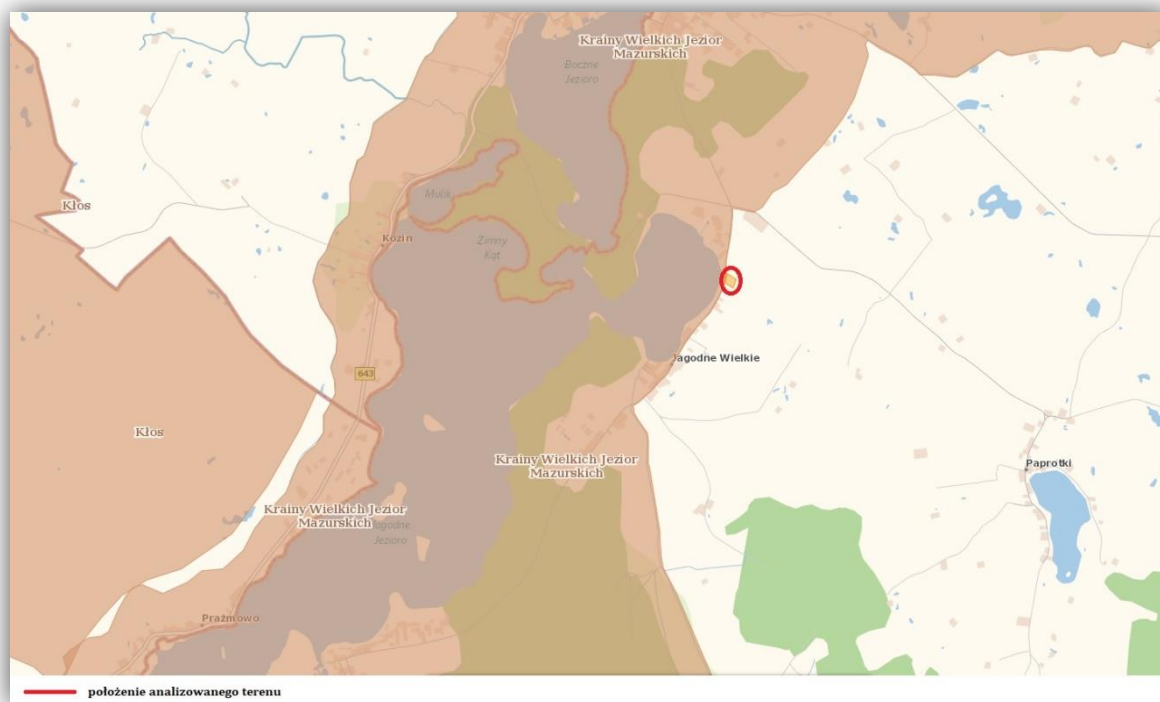 Krainy Wielkich Jezior
Mazurskich
Boczne
Jezioro
Mulik
Kłos
Kozin
Zimny
Kąt
Jagodne Wielkie
643
Kłos
Krainy Wielkich Jezior
Mazurskich
Paprotki
Krainy Wielkich Jezior
Mazurskich
Jagodne
Jezioro
Prażmowo
położenie analizowanego terenu